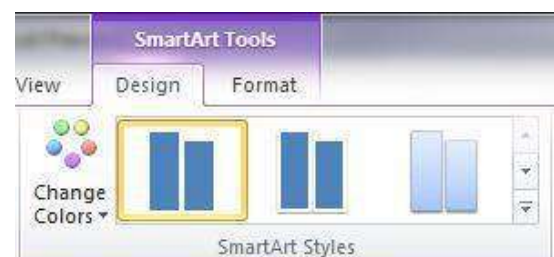 SmartArt Tools
View Design Format
Change
Colors
SmartArt Styles